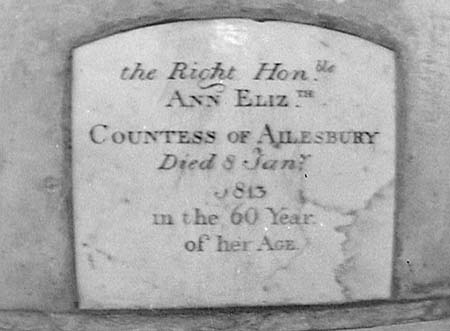 the Right Hon.ble
ANN ELIZ.TH
COUNTESS OF AILESBURY
Died 8 Jan.y
1813
in the 60 Year
of her AGE